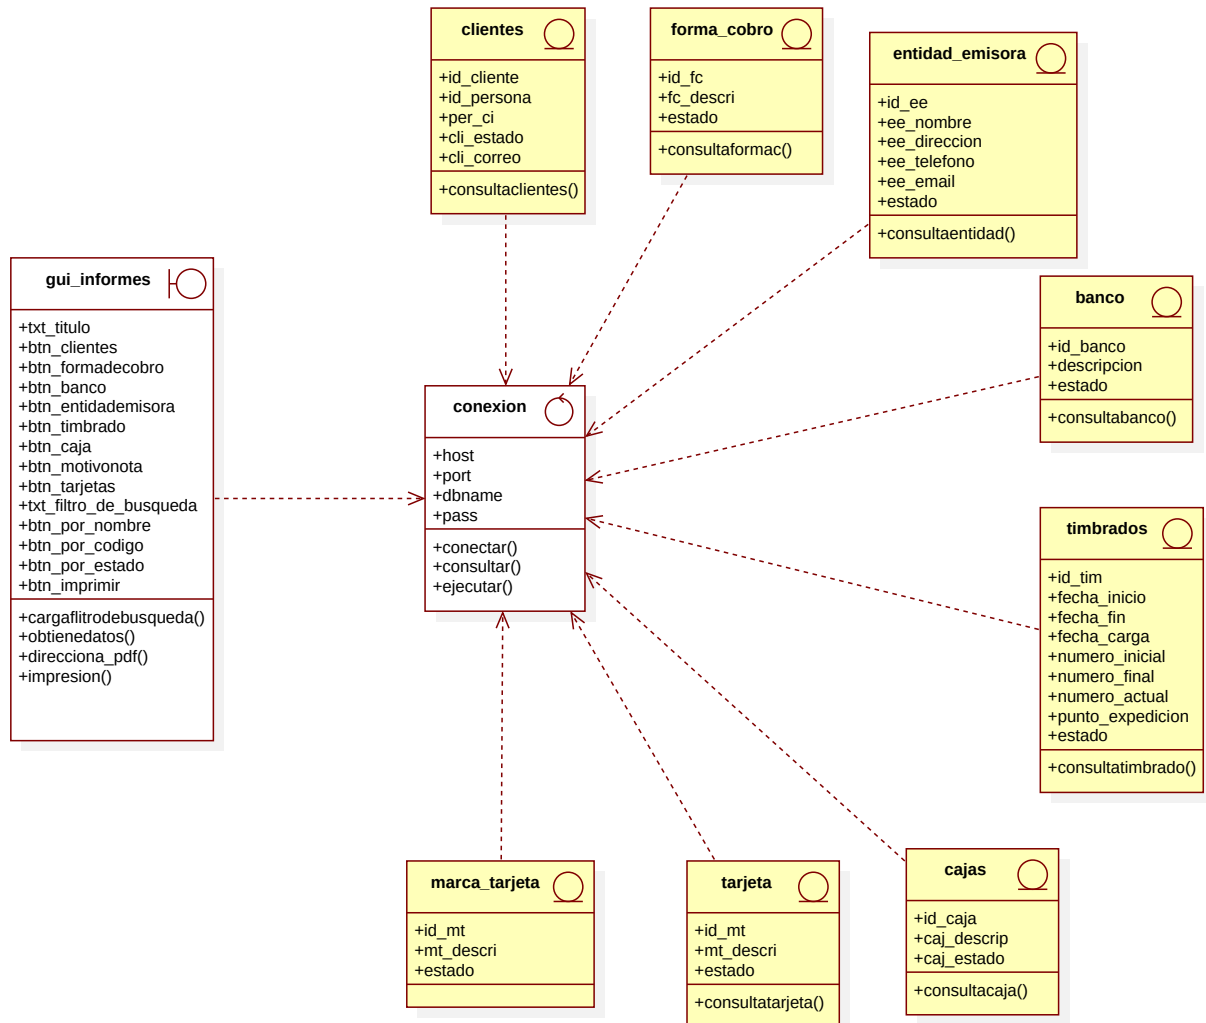 clientes
+id_cliente
+id_persona
+per_ci
+cli_estado
+cli_correo
+consultaclientes()
forma_cobro
+id_fc
+fc_descri
+estado
+consultaformac()
entidad_emisora
+id_ee
+ee_nombre
+ee_direccion
+ee_telefono
+ee_email
+estado
+consultaentidad()
gui_informes
+txt_titulo
+btn_clientes
+btn_formadecobro
+btn_banco
+btn_entidademisora
+btn_timbrado
+btn_caja
+btn_motivonota
+btn_tarjetas
+txt_filtro_de_busqueda
+btn_por_nombre
+btn_por_codigo
+btn_por_estado
+btn_imprimir
+cargaflitrodebusqueda()
+obtienedatos()
+direcciona_pdf()
+impresion()
conexion
+host
+port
+dbname
+pass
+conectar()
+consultar()
+ejecutar()
banco
+id_banco
+descripcion
+estado
+consultabanco()
timbrados
+id_tim
+fecha_inicio
+fecha_fin
+fecha_carga
+numero_inicial
+numero_final
+numero_actual
+punto_expedicion
+estado
+consultatimbrado()
marca_tarjeta
+id_mt
+mt_descri
+estado
tarjeta
+id_mt
+mt_descri
+estado
+consultatarjeta()
cajas
+id_caja
+caj_descrip
+caj_estado
+consultacaja()